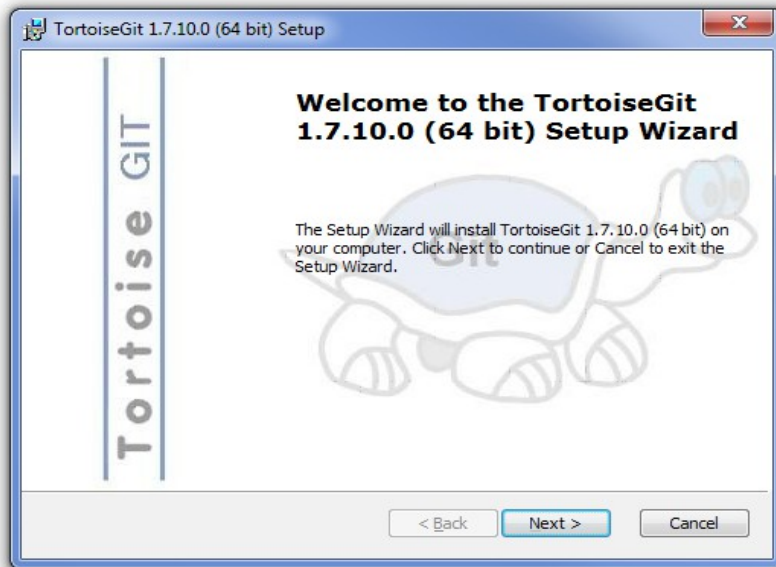 TortoiseGit 1.7.10.0 (64 bit) Setup
X
Tortoise GIT
Welcome to the TortoiseGit
1.7.10.0 (64 bit) Setup Wizard
Git
The Setup Wizard will install TortoiseGit 1.7.10.0 (64 bit) on
your computer. Click Next to continue or Cancel to exit the
Setup Wizard.
< Back
Next >
Cancel